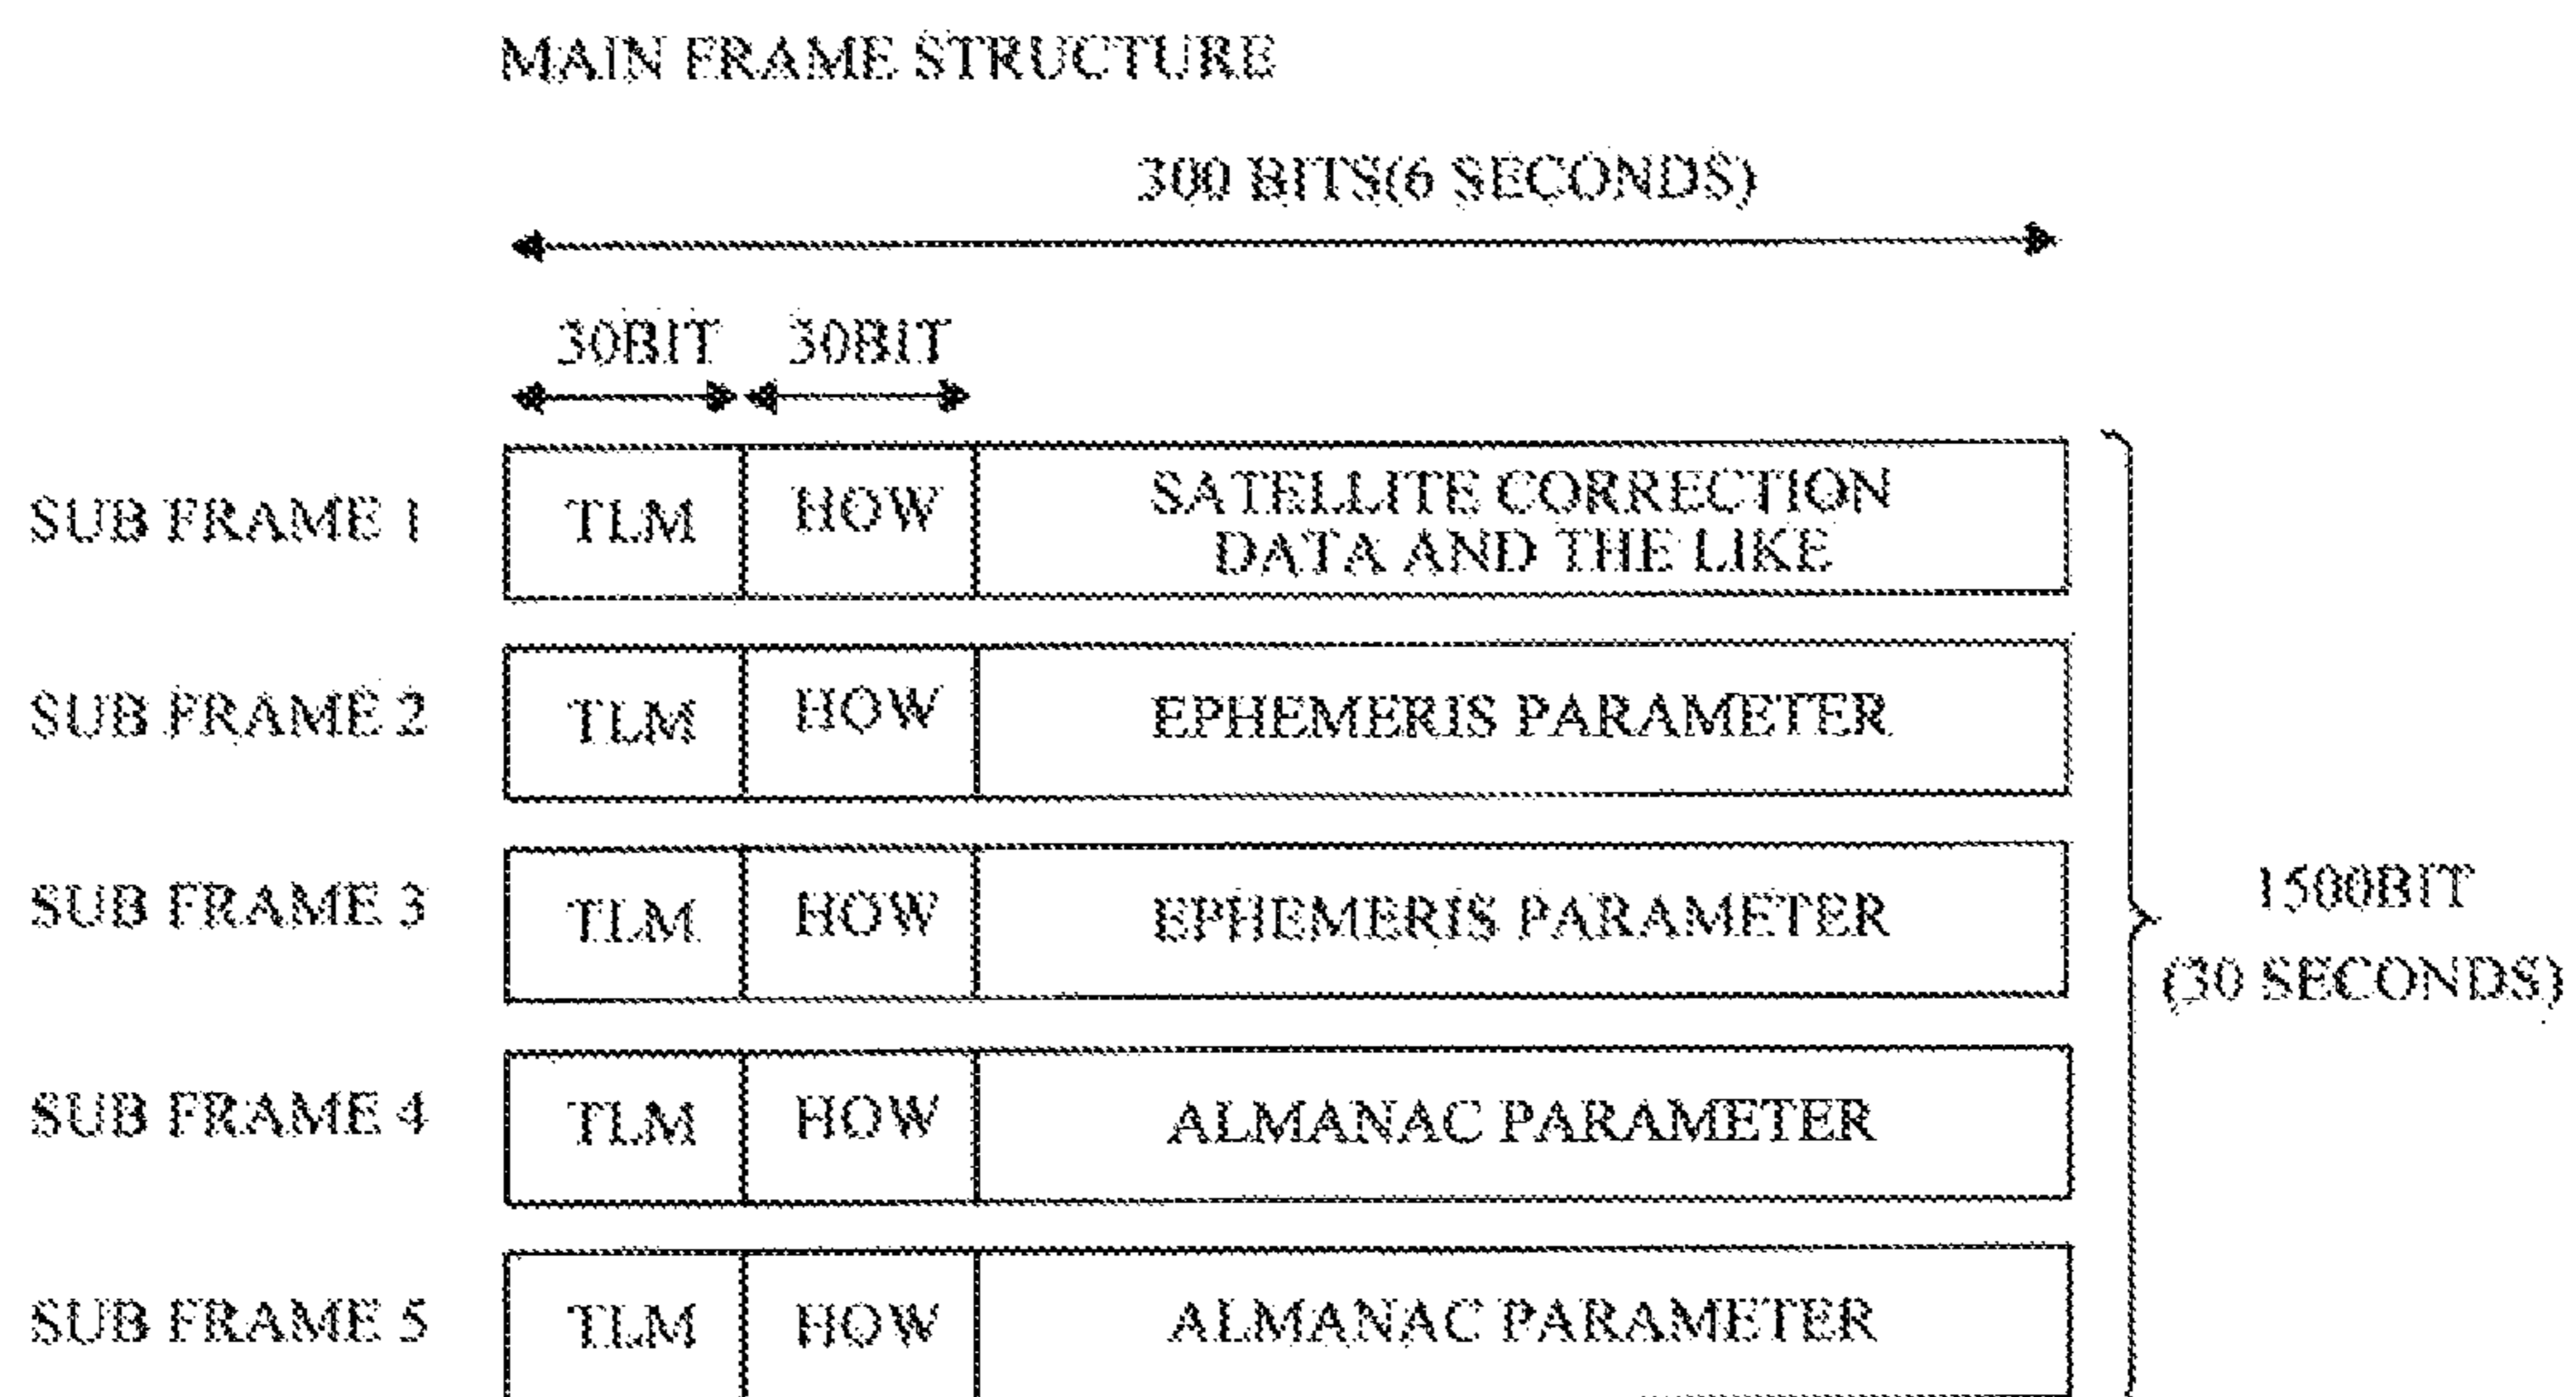 MAIN FRAME STRUCTURE
300 BITS(6 SECONDS)
30BIT 30BIT
SUB FRAME 1 TLM HOW SATELLITE CORRECTION
DATA AND THE LIKE
SUB FRAME 2 TLM HOW EPHEMERIS PARAMETER
SUB FRAME 3 TLM HOW EPHEMERIS PARAMETER
1500BIT
(30 SECONDS)
SUB FRAME 4 TLM HOW ALMANAC PARAMETER
SUB FRAME 5 TLM HOW ALMANAC PARAMETER